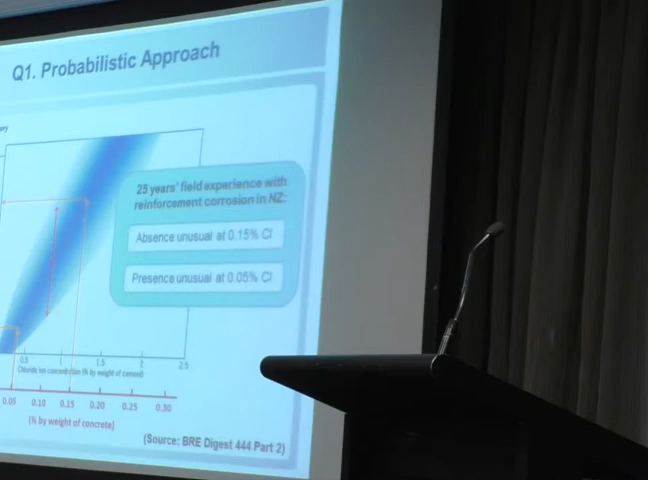 Q1. Probabilistic Approach
25 years' field experience with
reinforcement corrosion in NZ:
Absence unusual at 0.15% Cl
Presence unusual at 0.05% Cl
0.5 1 1.5 2 2.5
Chloride ion concentration (% by weight of cement)
0.05 0.10 0.15 0.20 0.25 0.30
(% by weight of concrete)
(Source: BRE Digest 444 Part 2)